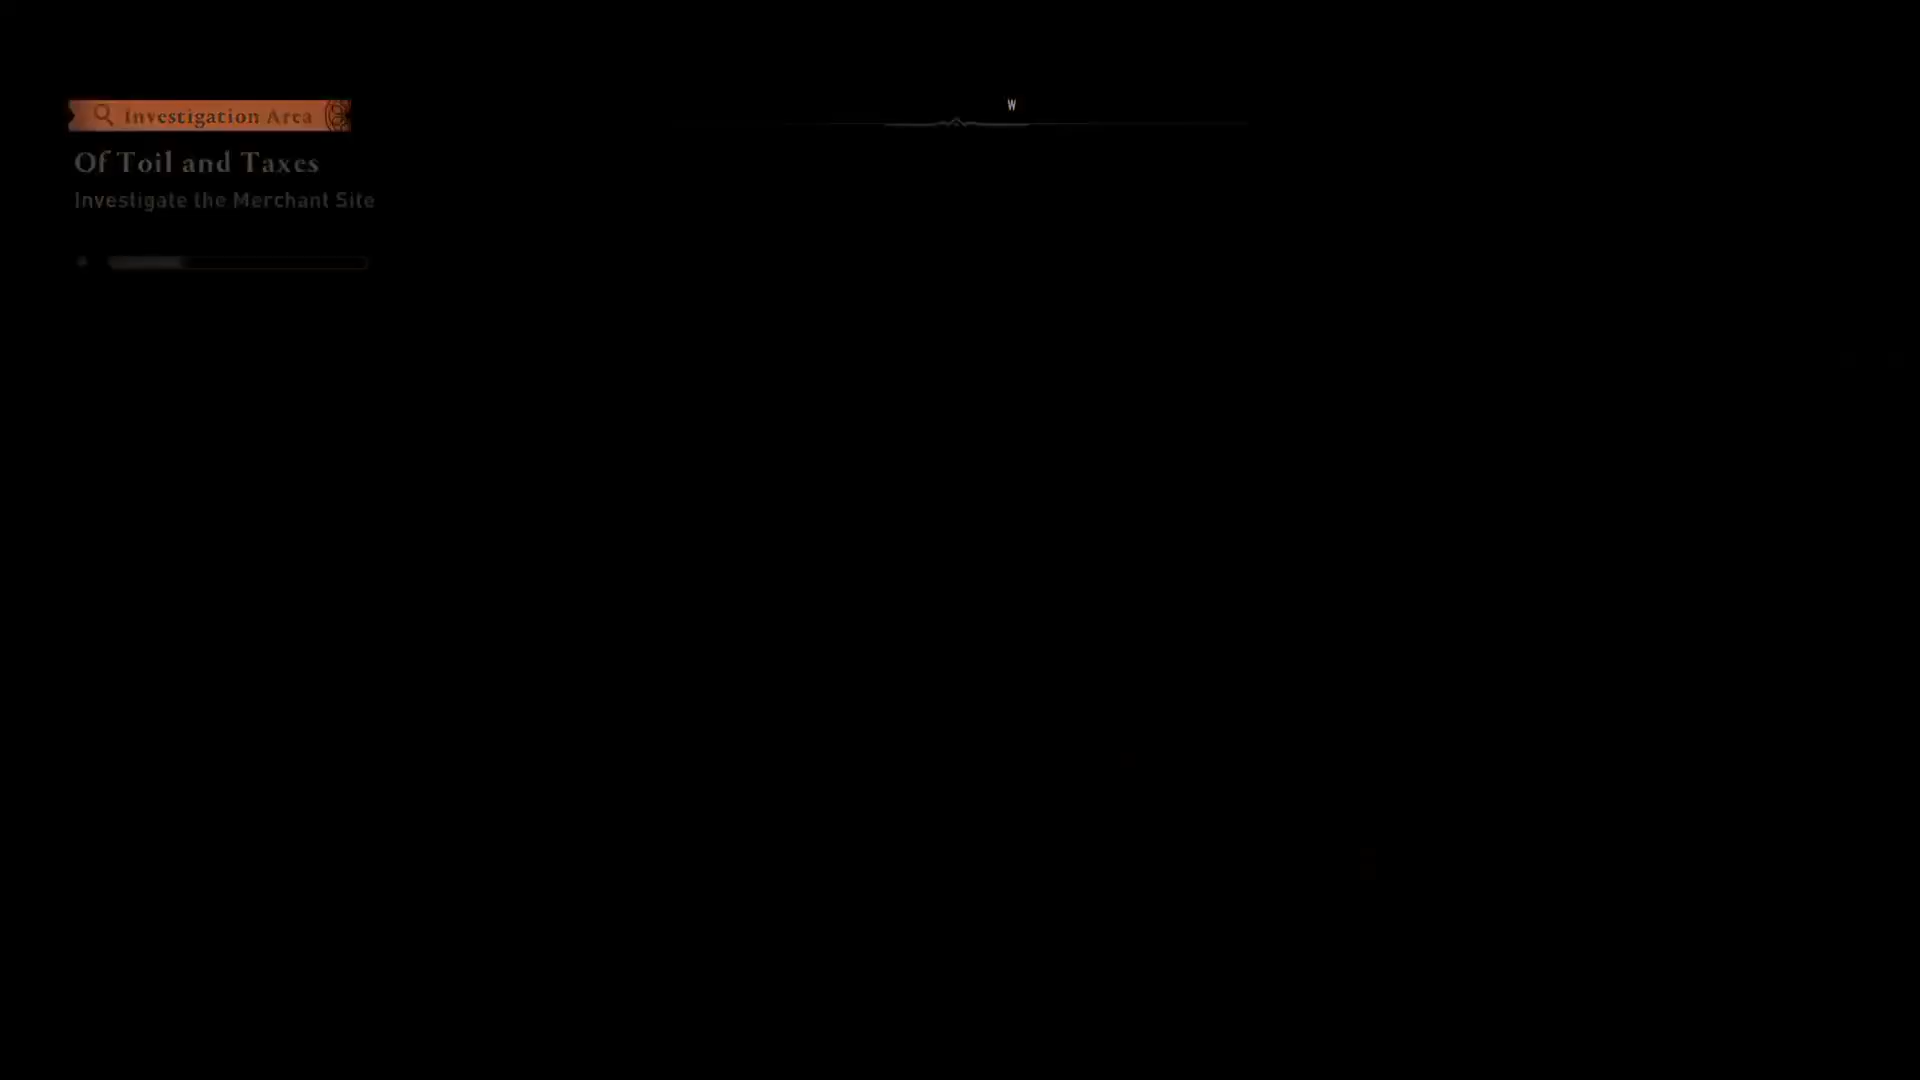 W
Investigation Area
Of Toil and Taxes
Investigate the Merchant Site